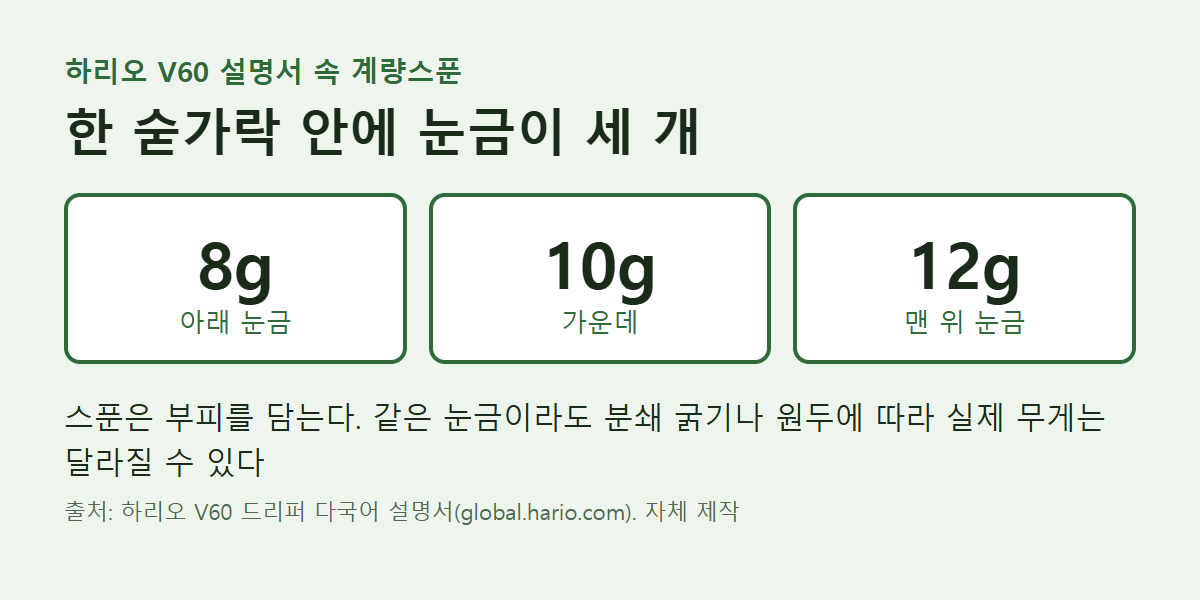 하리오 V60 설명서 속 계량스푼
한 숟가락 안에 눈금이 세 개
8g
아래 눈금
10g
가운데
12g
맨 위 눈금
스푼은 부피를 담는다. 같은 눈금이라도 분쇄 굵기나 원두에 따라 실제 무게는
달라질 수 있다
출처: 하리오 V60 드리퍼 다국어 설명서(global.hario.com). 자체 제작